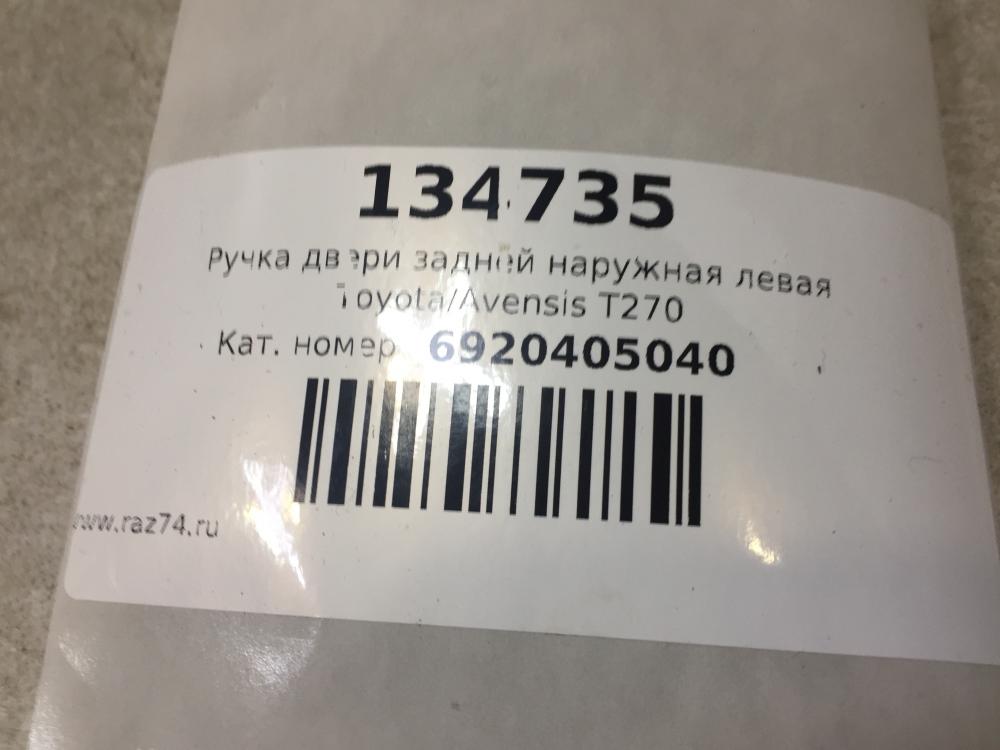 134735
Ручка двери задней наружная левая
Toyota/Avensis T270
Кат. номер 6920405040
www.raz74.ru